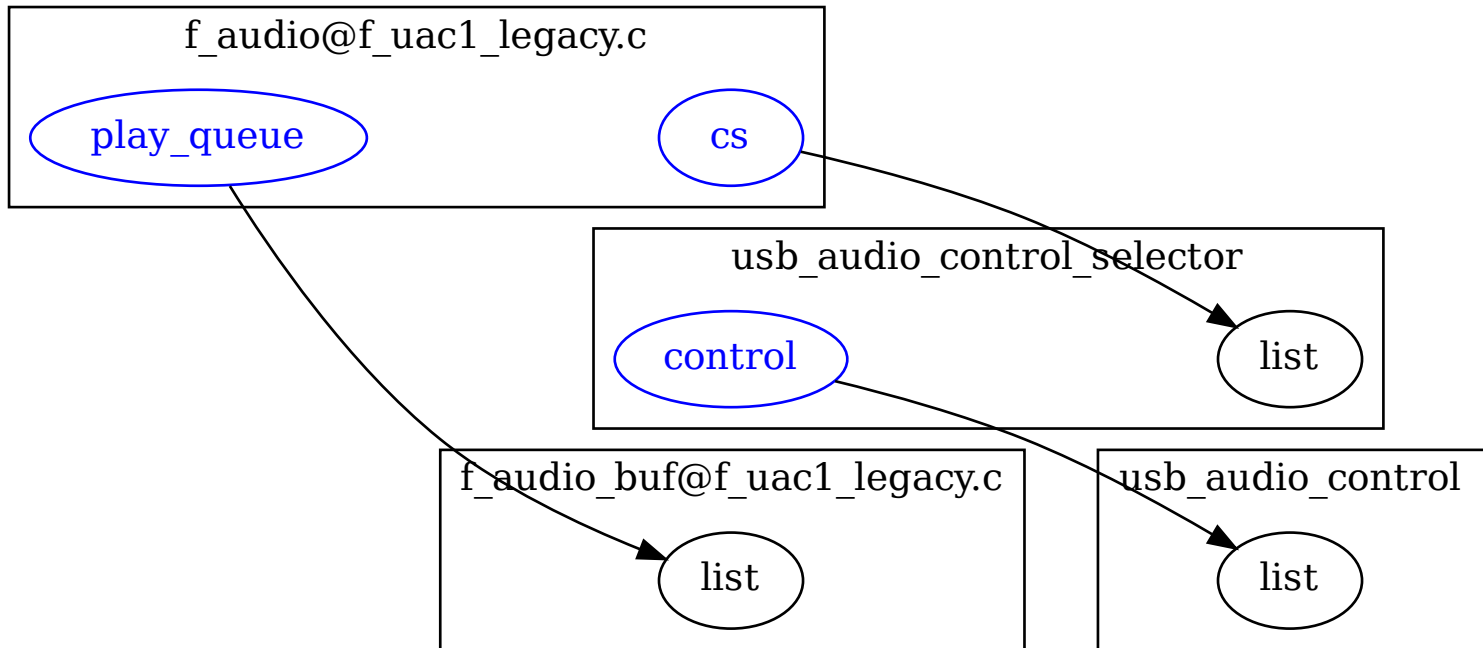 f_audio@f_uac1_legacy.c
play_queue
cs
usb_audio_control_selector
control
list
f_audio_buf@f_uac1_legacy.c
list
usb_audio_control
list